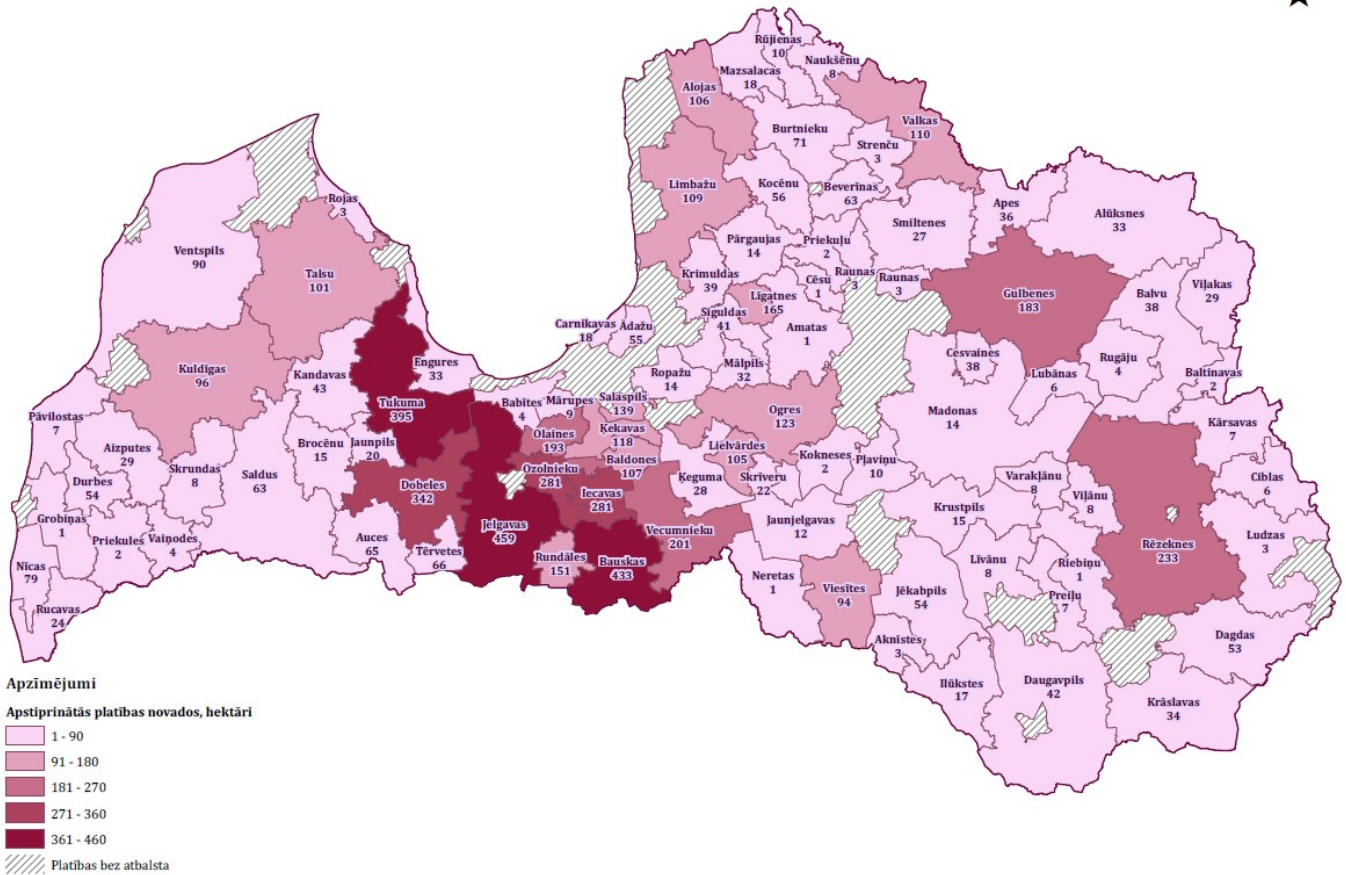 Rūjienas
10
Naukšēnu
8
Mazsalacas
18
Alojas
106
Valkas
110
Burtnieku
71
Strenču
3
Limbažu
109
Kocēnu
56
Beverīnas
63
Rojas
3
Apes
36
Alūksnes
33
Smiltenes
27
Ventspils
90
Pārgaujas
14
Priekuļu
2
Talsu
101
Krimuldas
39
Cēsu
1
Raunas
3
Raunas
3
Gulbenes
183
Balvu
38
Viļakas
29
Līgatnes
165
Siguldas
41
Amatas
1
Carnikavas
18
Ādažu
55
Cesvaines
38
Rugāju
4
Kuldīgas
96
Kandavas
43
Engures
33
Ropažu
14
Mālpils
32
Lubānas
6
Baltinavas
2
Tukuma
395
Babītes
4
Mārupes
9
Salaspils
139
Ogres
123
Madonas
14
Pāvilostas
7
Kārsavas
7
Olaines
193
Ķekavas
118
Aizputes
29
Brocēnu
15
Jaunpils
20
Lielvārdes
105
Kokneses
2
Pļaviņu
10
Skrundas
8
Saldus
63
Baldones
107
Ozolnieku
281
Durbes
54
Dobeles
342
Iecavas
281
Ķeguma
28
Skrīveru
22
Varakļānu
8
Viļānu
8
Ciblas
6
Grobiņas
1
Krustpils
15
Jaunjelgavas
12
Jelgavas
459
Vecumnieku
201
Auces
65
Priekules
2
Vaiņodes
4
Rēzeknes
233
Ludzas
3
Tērvetes
66
Rundāles
151
Bauskas
433
Nīcas
79
Līvānu
8
Riebiņu
1
Neretas
1
Viesītes
94
Jēkabpils
54
Preiļu
7
Rucavas
24
Aknīstes
3
Dagdas
53
Ilūkstes
17
Daugavpils
42
Krāslavas
34
Apzīmējumi
Apstiprinātās platības novados, hektāri
1 - 90
91 - 180
181 - 270
271 - 360
361 - 460
Platības bez atbalsta